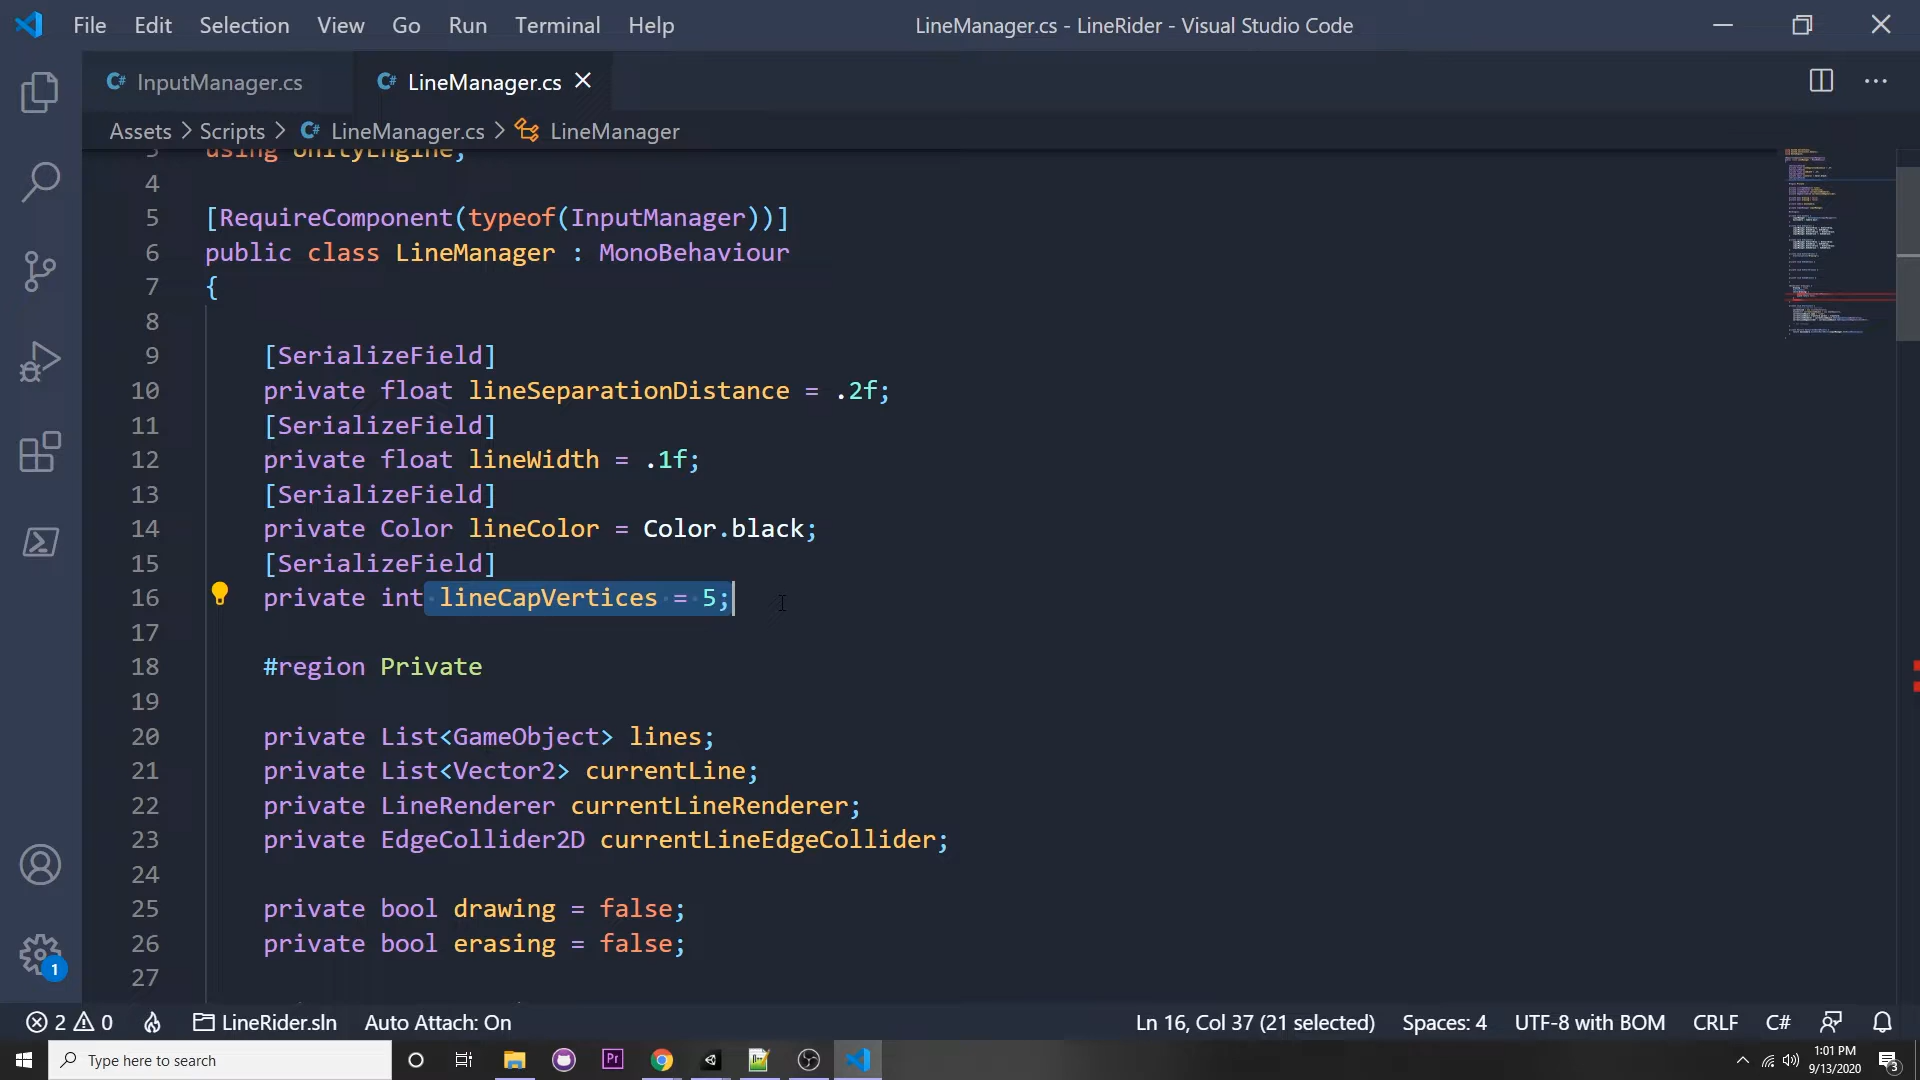 File Edit Selection View Go Run Terminal Help LineManager.cs - LineRider - Visual Studio Code
C# InputManager.cs C# LineManager.cs
Assets > Scripts > C# LineManager.cs > LineManager
3 using UnityEngine;
4
5 [RequireComponent(typeof(InputManager))]
6 public class LineManager : MonoBehaviour
7 {
8
9 [SerializeField]
10 private float lineSeparationDistance = .2f;
11 [SerializeField]
12 private float lineWidth = .1f;
13 [SerializeField]
14 private Color lineColor = Color.black;
15 [SerializeField]
16 private int lineCapVertices = 5;
17
18 #region Private
19
20 private List<GameObject> lines;
21 private List<Vector2> currentLine;
22 private LineRenderer currentLineRenderer;
23 private EdgeCollider2D currentLineEdgeCollider;
24
25 private bool drawing = false;
26 private bool erasing = false;
27
1
2 0 LineRider.sln Auto Attach: On Ln 16, Col 37 (21 selected) Spaces: 4 UTF-8 with BOM CRLF C#
Type here to search Pr 1:01 PM
9/13/2020 3